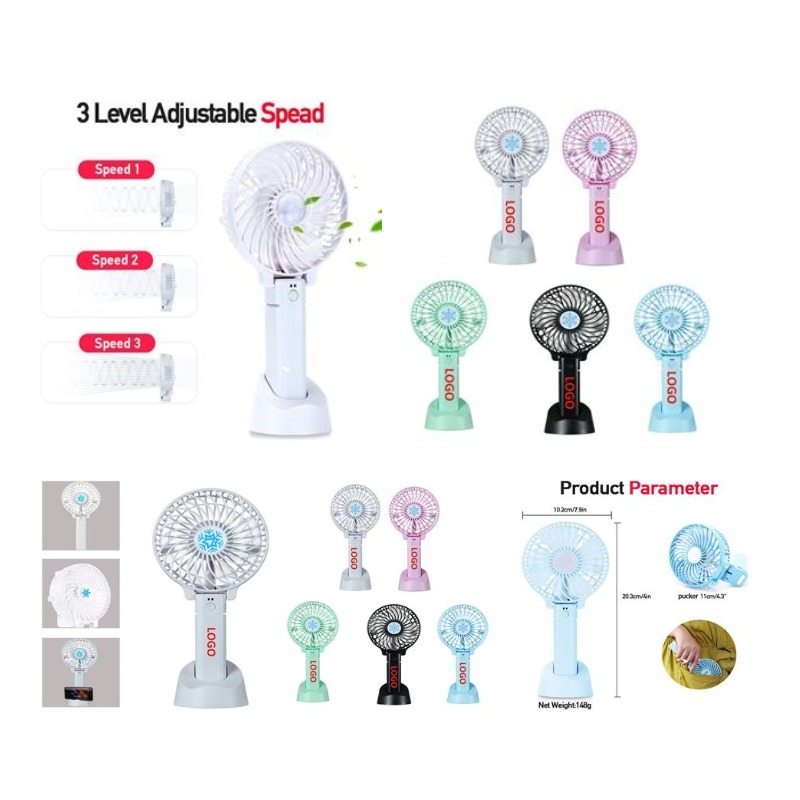 3 Level Adjustable Spead
Speed 1
Speed 2
Speed 3
LOGO
LOGO
LOGO
LOGO
LOGO
LOGO
LOGO
LOGO
LOGO
LOGO
LOGO
Product Parameter
10.2cm/7.9in
20.3cm/4in
pucker 11cm/4.3"
Net Weight:148g